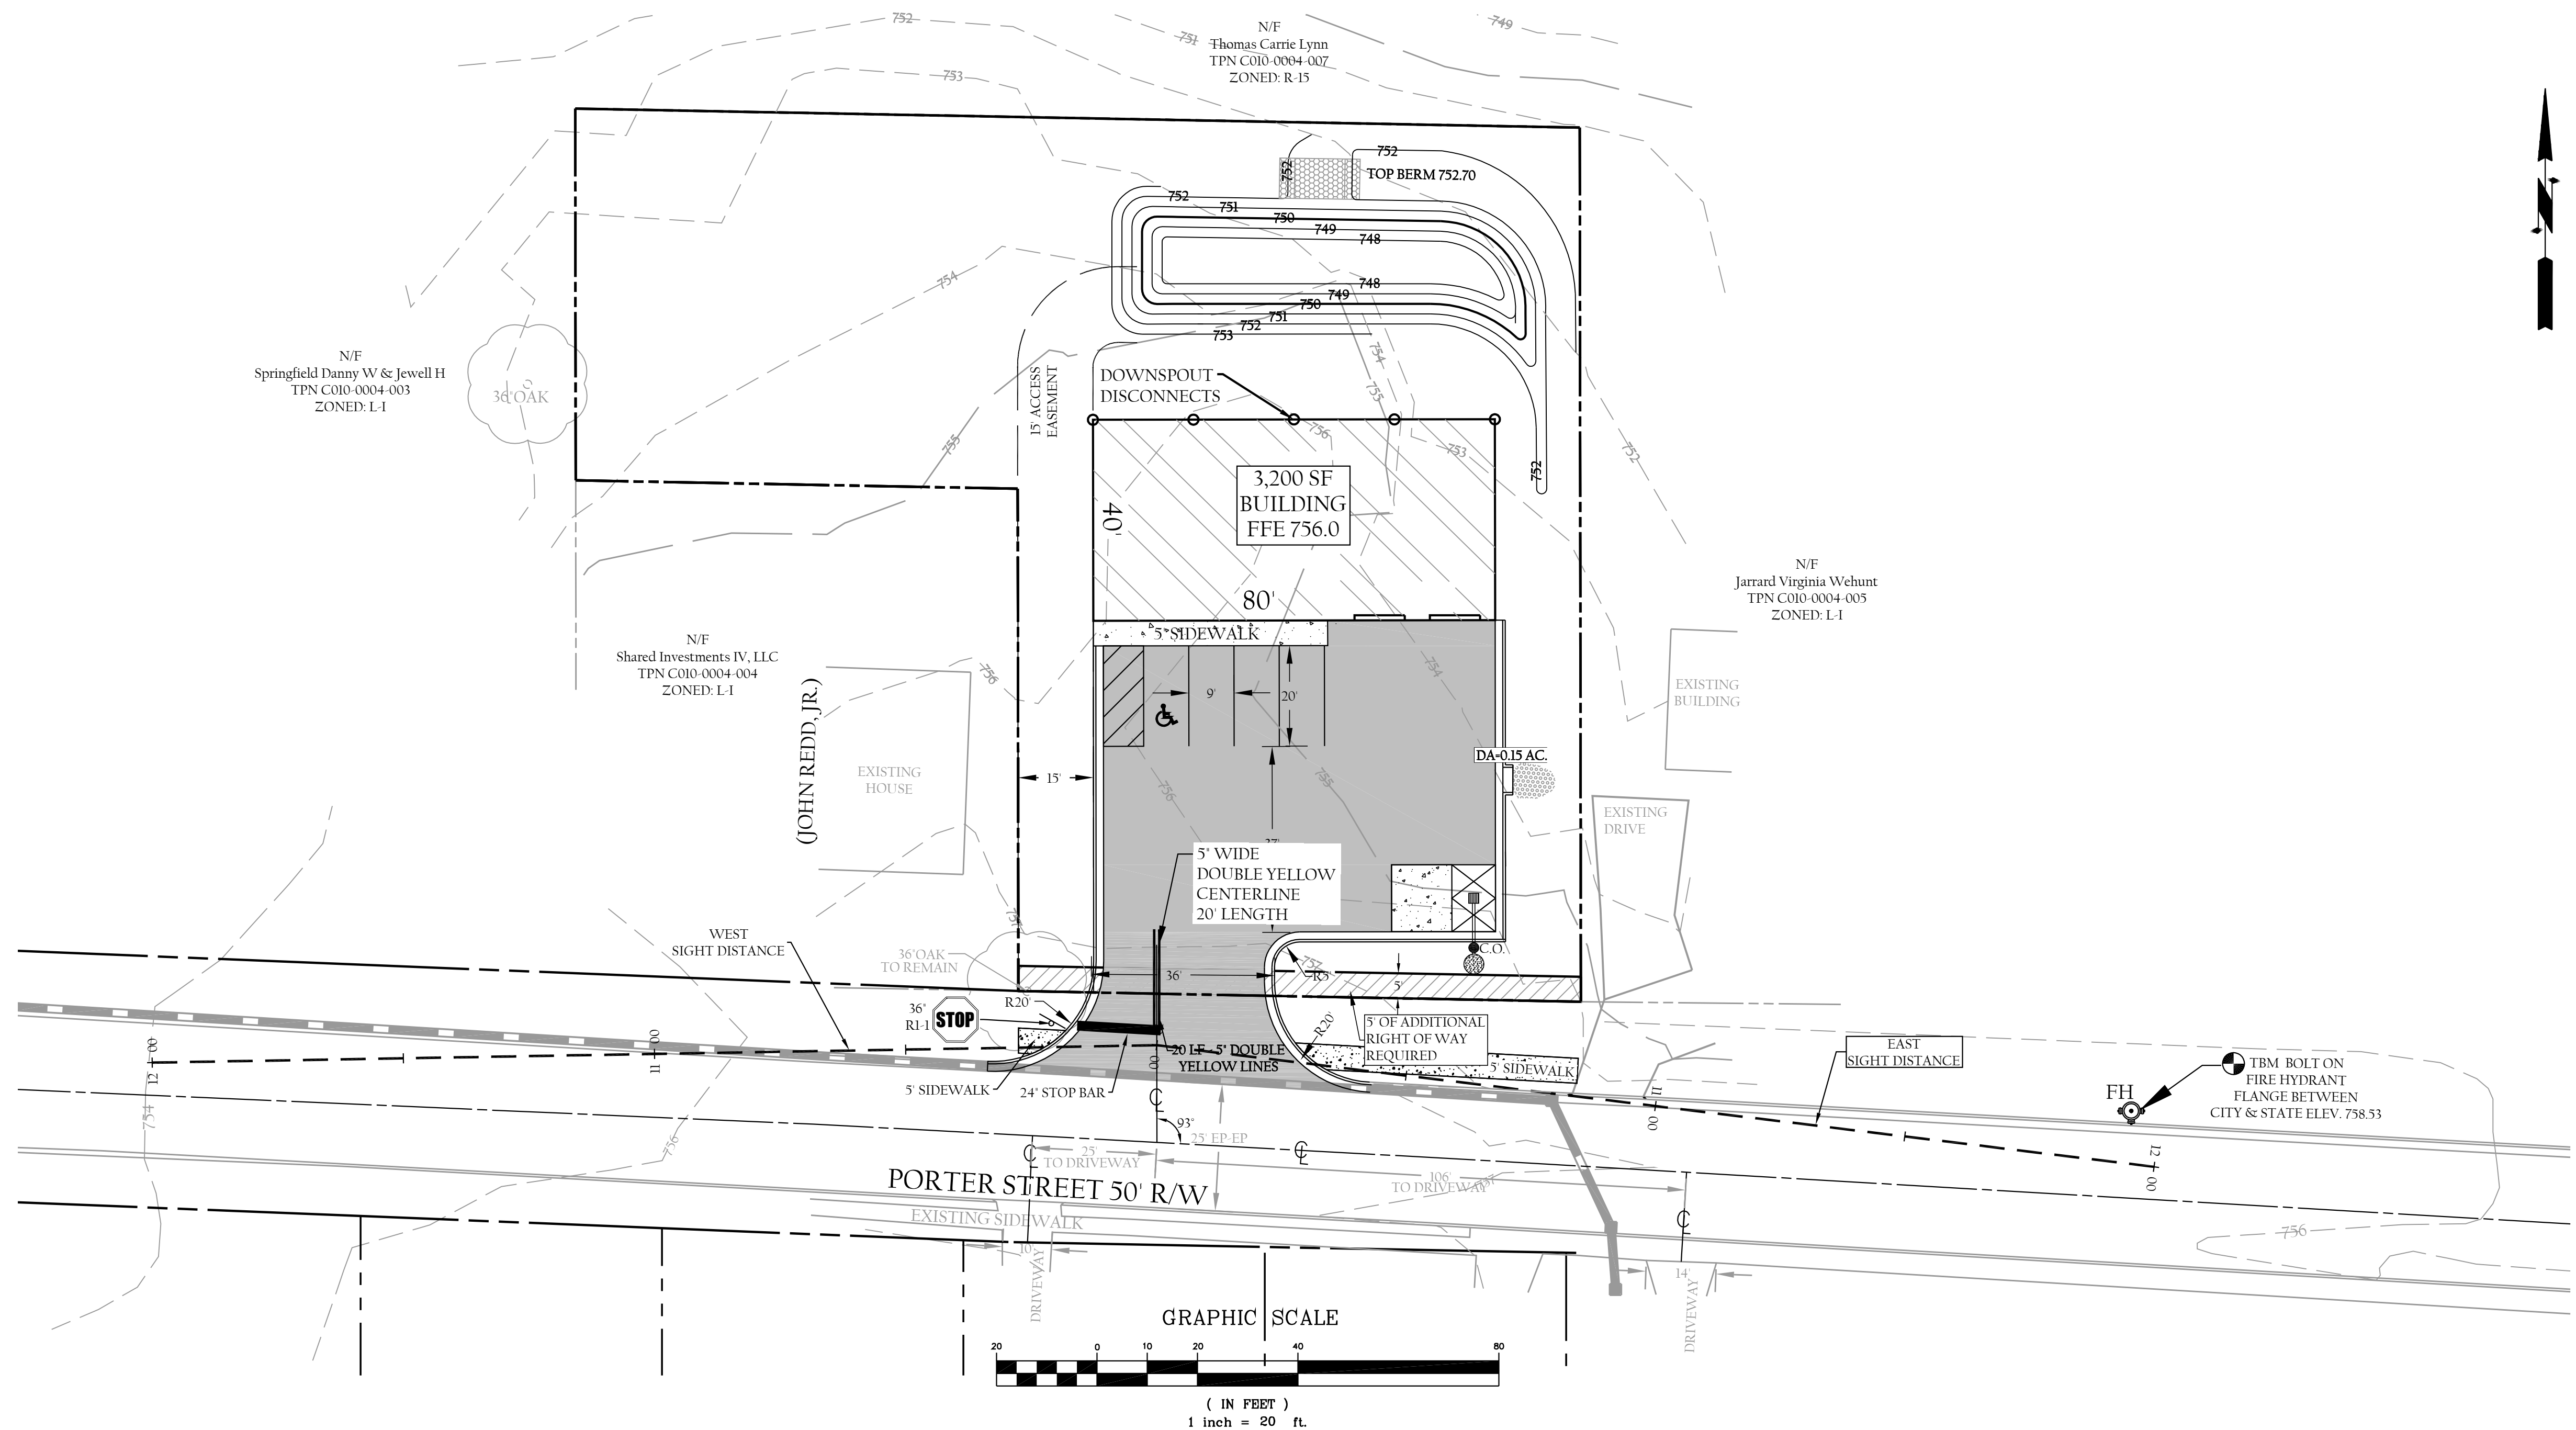 752
751
749
N/F
Thomas Carrie Lynn
TPN C010-0004-007
ZONED: R-15
753
752
752
TOP BERM 752.70
752
751
750
749
748
748
749
750
751
752
753
754
754
755
755
756
753
752
752
N/F
Springfield Danny W & Jewell H
TPN C010-0004-003
ZONED: L-I
36"OAK
15' ACCESS
EASEMENT
DOWNSPOUT
DISCONNECTS
3,200 SF
BUILDING
FFE 756.0
40'
80'
5' SIDEWALK
N/F
Jarrard Virginia Wehunt
TPN C010-0004-005
ZONED: L-I
N/F
Shared Investments IV, LLC
TPN C010-0004-004
ZONED: L-I
(JOHN REDD, JR.)
756
754
EXISTING
BUILDING
9'
20'
EXISTING
HOUSE
15'
756
755
DA=0.15 AC.
EXISTING
DRIVE
5" WIDE
DOUBLE YELLOW
CENTERLINE
20' LENGTH
WEST
SIGHT DISTANCE
36"OAK
TO REMAIN
C.O.
757
36'
R5'
5'
36"
R1-1
STOP
R20'
R20'
5' OF ADDITIONAL
RIGHT OF WAY
REQUIRED
20 LF - 5" DOUBLE
YELLOW LINES
5' SIDEWALK
5' SIDEWALK
24" STOP BAR
EAST
SIGHT DISTANCE
12 00
11 00
00
11 00
12 00
FH
TBM BOLT ON
FIRE HYDRANT
FLANGE BETWEEN
CITY & STATE ELEV. 758.53
754
756
93°
25' EP-EP
25'
TO DRIVEWAY
106'
TO DRIVEWAY
PORTER STREET 50' R/W
EXISTING SIDEWALK
10'
DRIVEWAY
14'
DRIVEWAY
756
GRAPHIC SCALE
20 0 10 20 40 80
( IN FEET )
1 inch = 20 ft.